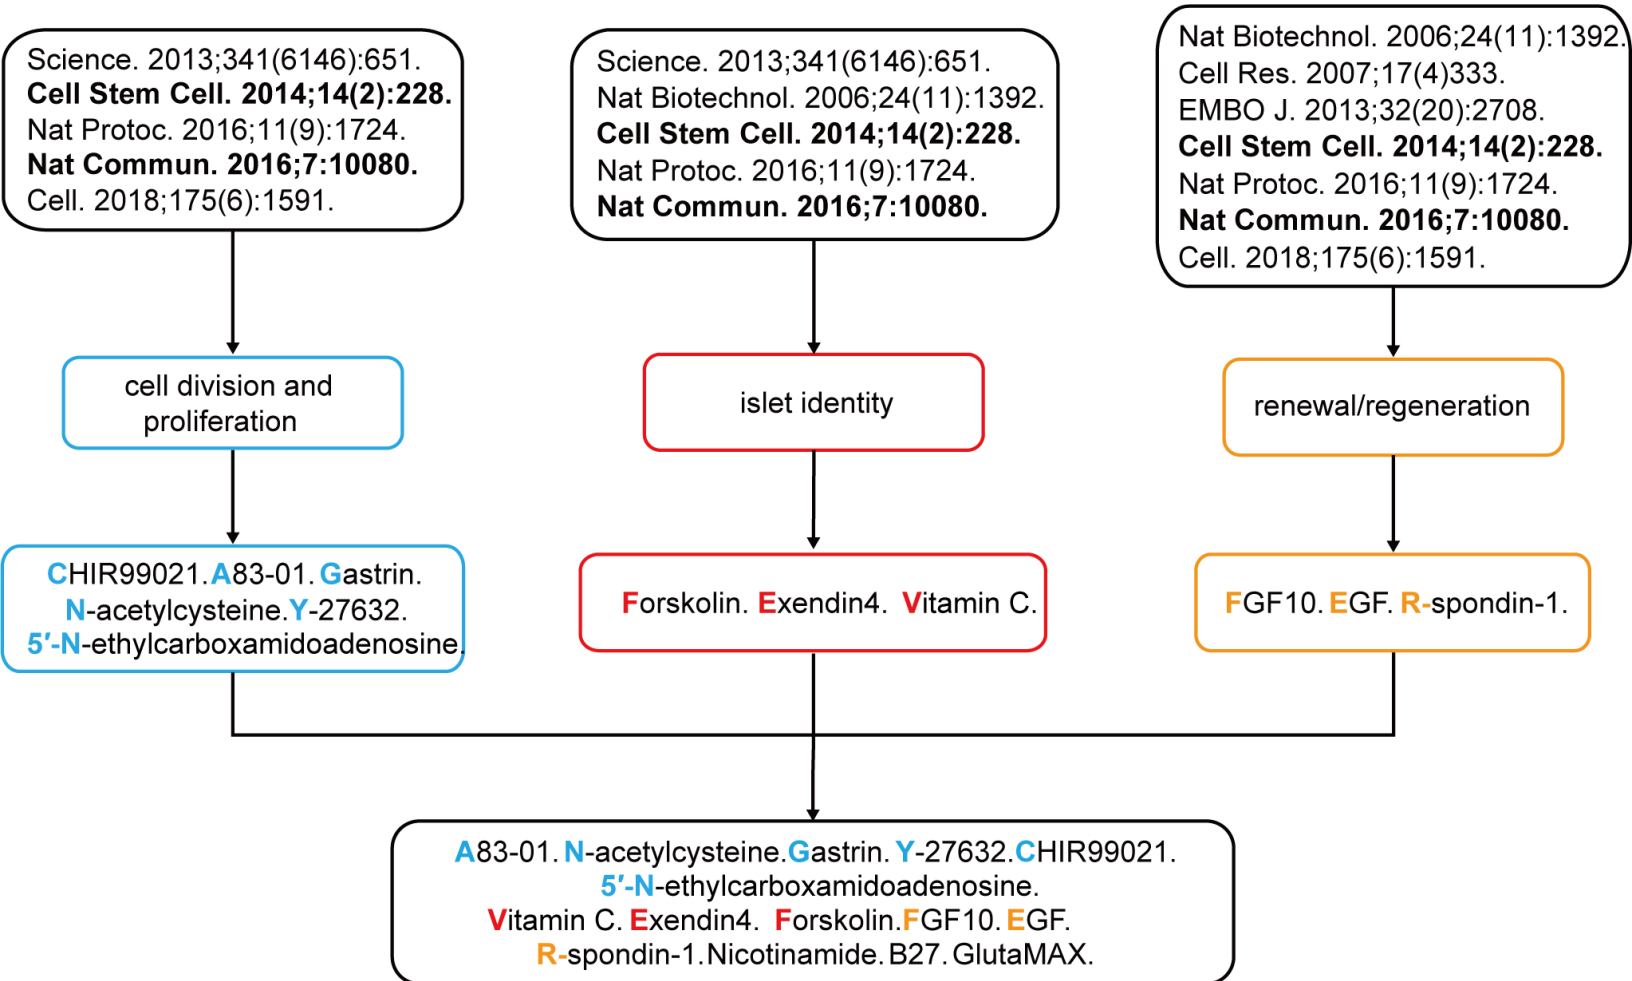 Science. 2013;341(6146):651.
Cell Stem Cell. 2014;14(2):228.
Nat Protoc. 2016;11(9):1724.
Nat Commun. 2016;7:10080.
Cell. 2018;175(6):1591.
Science. 2013;341(6146):651.
Nat Biotechnol. 2006;24(11):1392.
Cell Stem Cell. 2014;14(2):228.
Nat Protoc. 2016;11(9):1724.
Nat Commun. 2016;7:10080.
Nat Biotechnol. 2006;24(11):1392.
Cell Res. 2007;17(4)333.
EMBO J. 2013;32(20):2708.
Cell Stem Cell. 2014;14(2):228.
Nat Protoc. 2016;11(9):1724.
Nat Commun. 2016;7:10080.
Cell. 2018;175(6):1591.
cell division and
proliferation
islet identity
renewal/regeneration
CHIR99021. A83-01. Gastrin.
N-acetylcysteine. Y-27632.
5′-N-ethylcarboxamidoadenosine.
Forskolin. Exendin4. Vitamin C.
FGF10. EGF. R-spondin-1.
A83-01. N-acetylcysteine. Gastrin. Y-27632. CHIR99021.
5′-N-ethylcarboxamidoadenosine.
Vitamin C. Exendin4. Forskolin. FGF10. EGF.
R-spondin-1. Nicotinamide. B27. GlutaMAX.